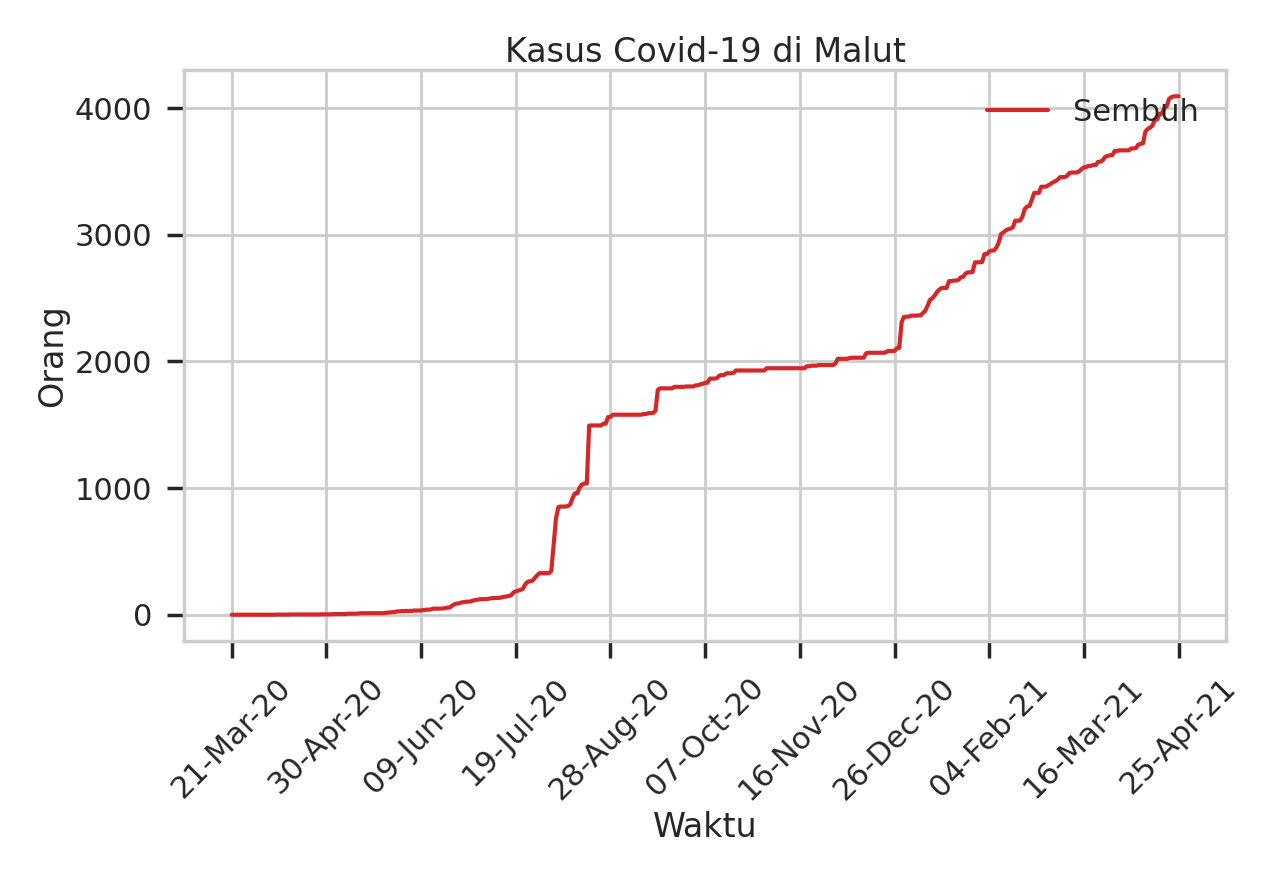 Kasus Covid-19 di Malut
Sembuh
4000
3000
2000
1000
0
Orang
21-Mar-20
30-Apr-20
09-Jun-20
19-Jul-20
28-Aug-20
07-Oct-20
16-Nov-20
26-Dec-20
04-Feb-21
16-Mar-21
25-Apr-21
Waktu